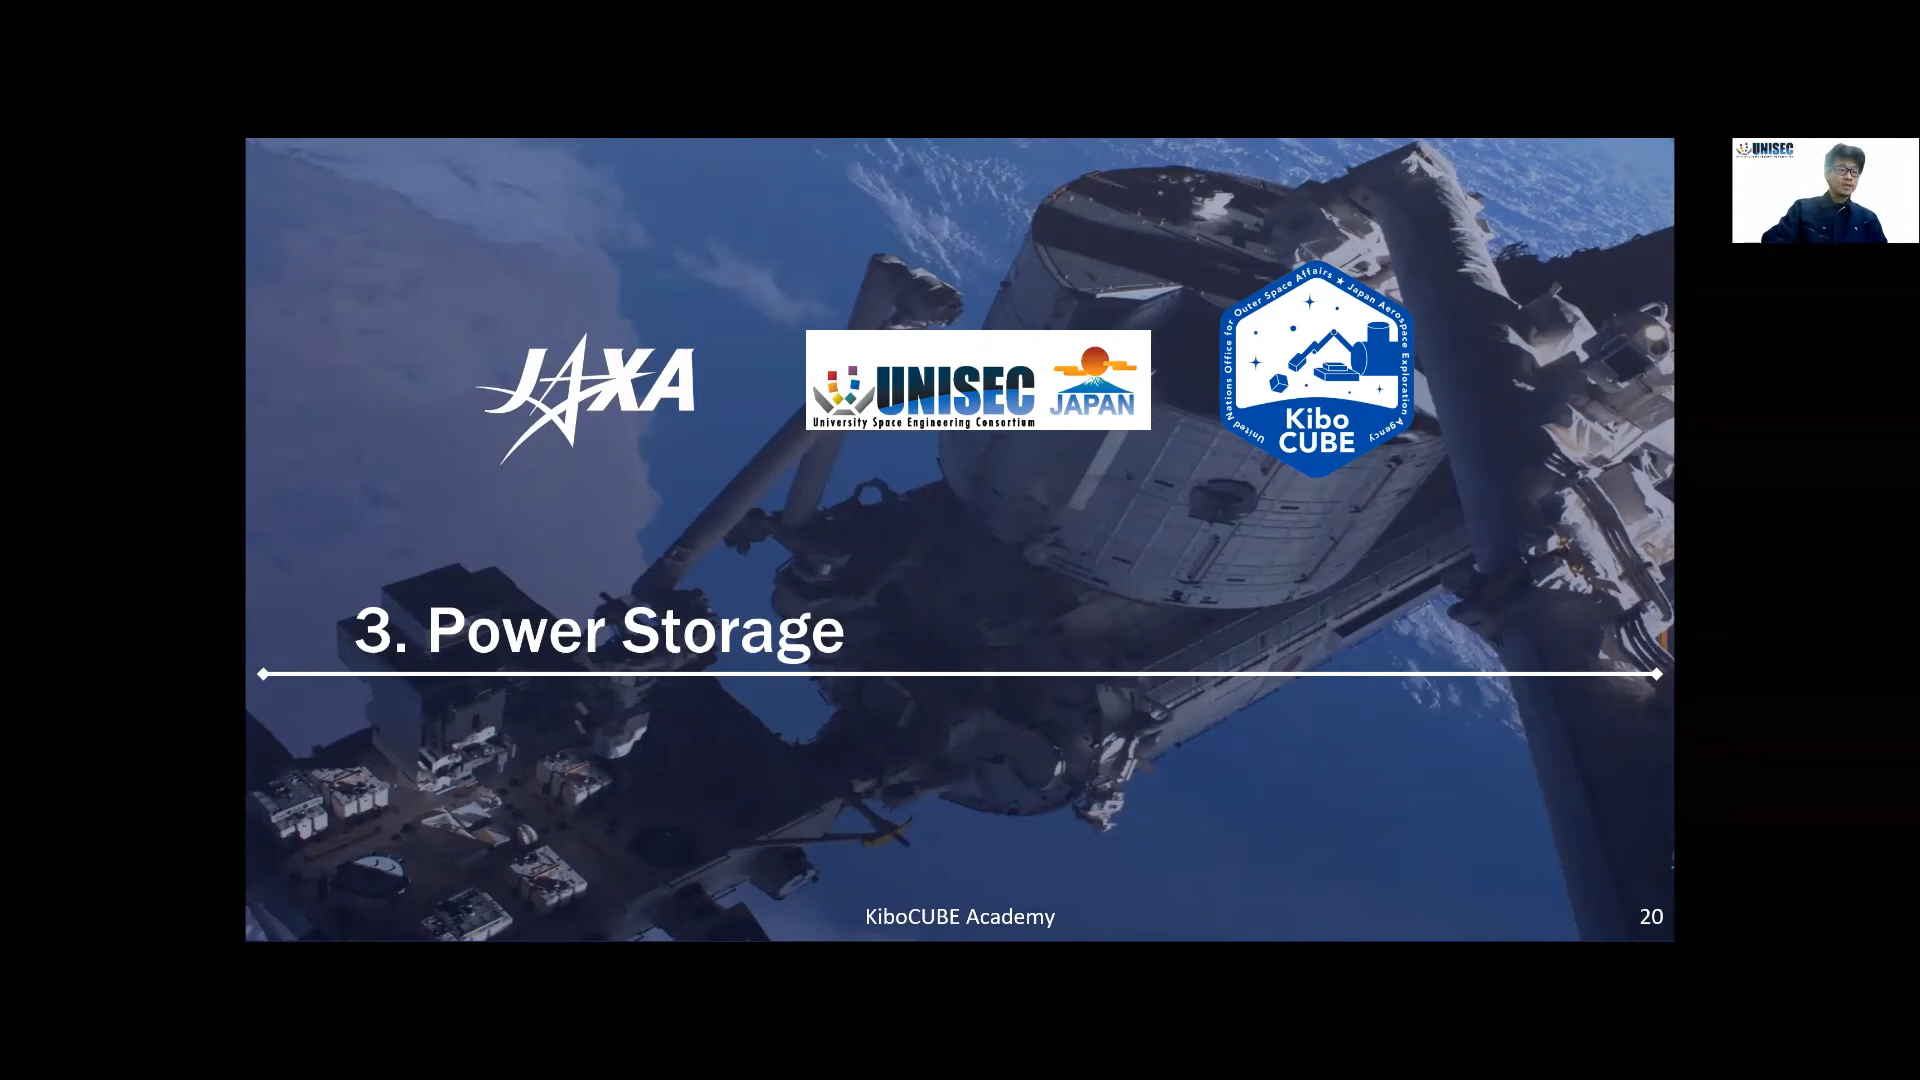 JAXA
UNISEC
JAPAN
University Space Engineering Consortium
United Nations Office for Outer Space Affairs ★ Japan Aerospace Exploration Agency
Kibo
CUBE
UNISEC
3. Power Storage
KiboCUBE Academy
20